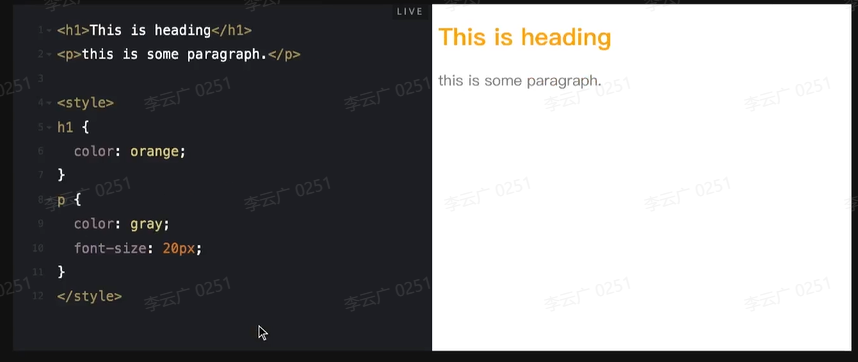 LIVE
1 <h1>This is heading</h1>
2 <p>this is some paragraph.</p>
3
4 <style>
5 h1 {
6   color: orange;
7 }
8 p {
9   color: gray;
10   font-size: 20px;
11 }
12 </style>
This is heading
this is some paragraph.
李云广 0251